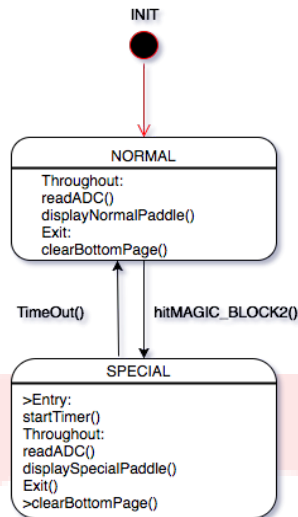 INIT
NORMAL
Throughout:
readADC()
displayNormalPaddle()
Exit:
clearBottomPage()
TimeOut()
hitMAGIC_BLOCK2()
SPECIAL
>Entry:
startTimer()
Throughout:
readADC()
displaySpecialPaddle()
Exit()
>clearBottomPage()